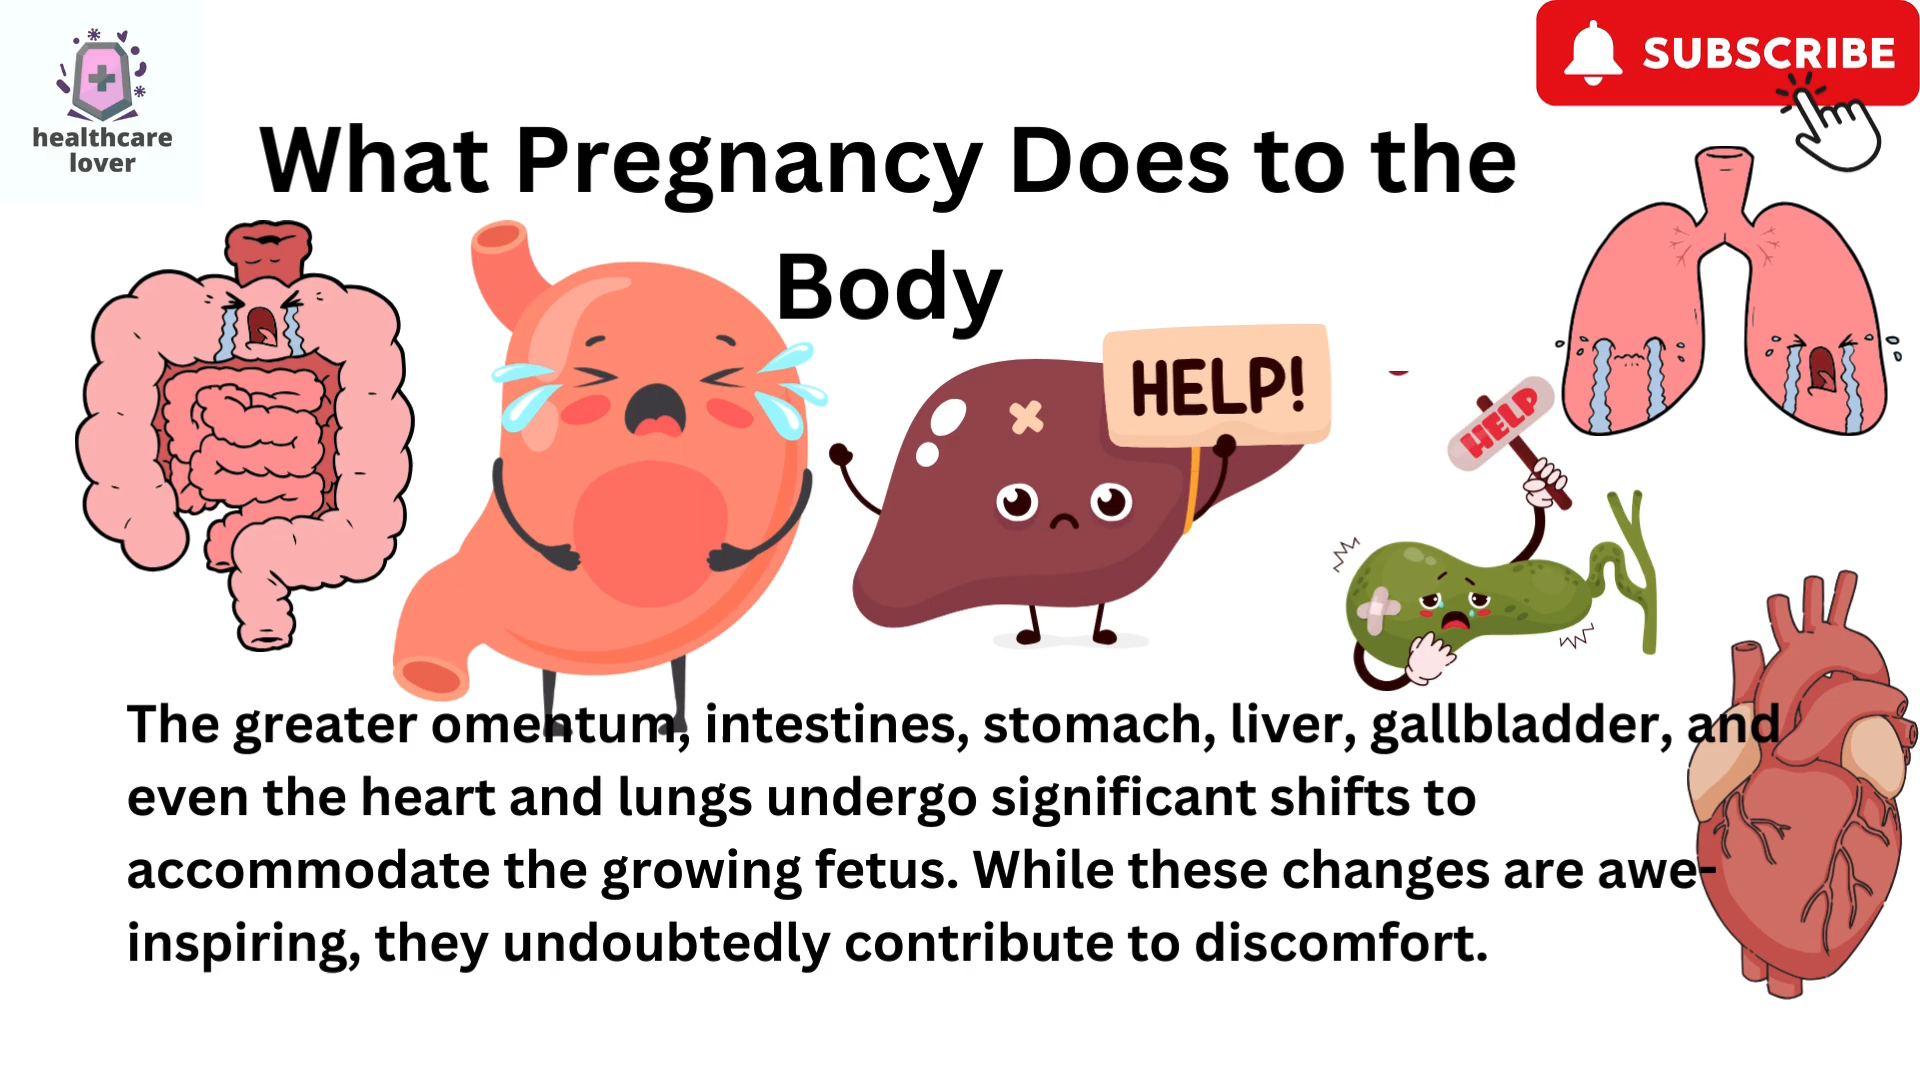 healthcare
lover
SUBSCRIBE
What Pregnancy Does to the
Body
HELP!
HELP
The greater omentum, intestines, stomach, liver, gallbladder, and
even the heart and lungs undergo significant shifts to
accommodate the growing fetus. While these changes are awe-
inspiring, they undoubtedly contribute to discomfort.